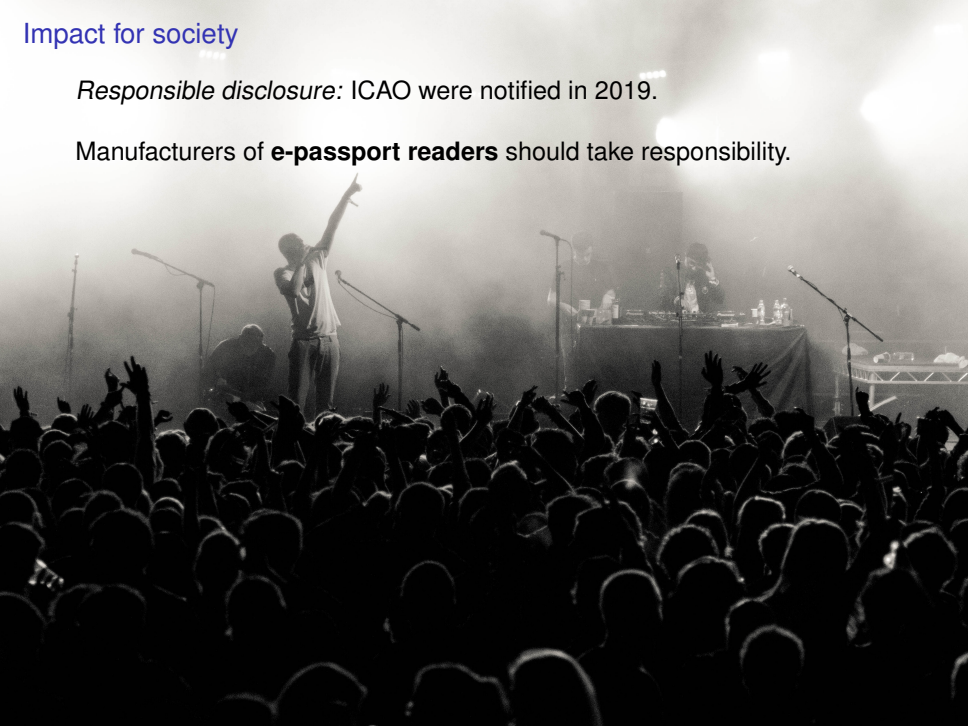 Impact for society
Responsible disclosure: ICAO were notified in 2019.
Manufacturers of e-passport readers should take responsibility.